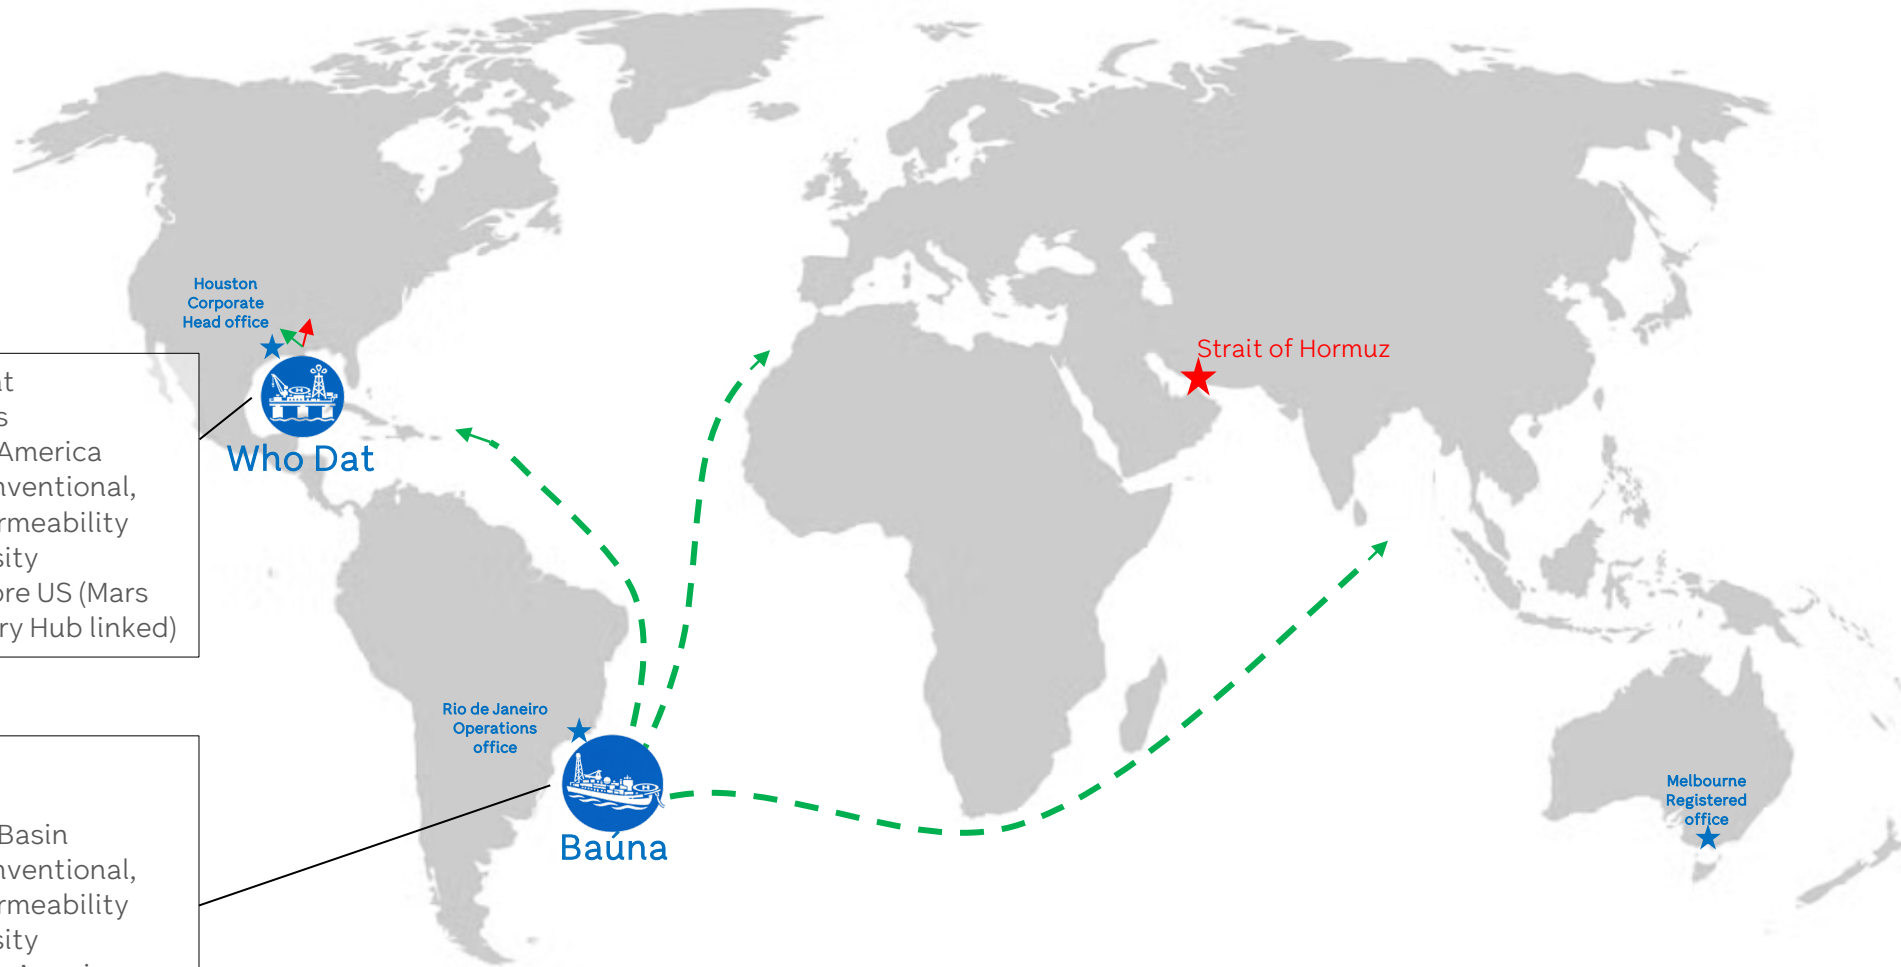 Houston
Corporate
Head office
Strait of Hormuz
Who Dat
s
America
nventional,
rmeability
sity
ore US (Mars
ry Hub linked)
Rio de Janeiro
Operations
office
Baúna
Basin
nventional,
rmeability
sity
Melbourne
Registered
office